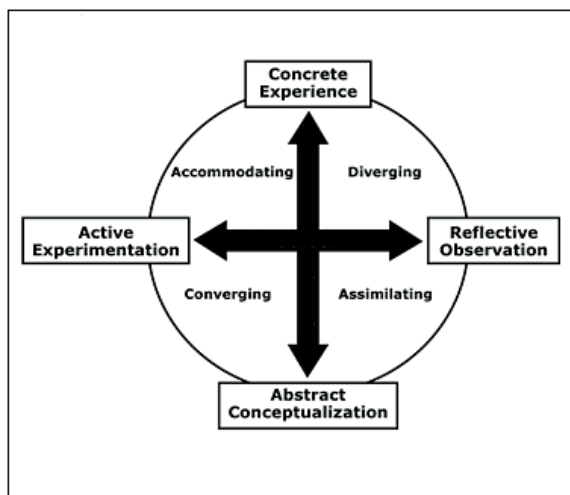 Concrete
Experience
Accommodating
Diverging
Active
Experimentation
Reflective
Observation
Converging
Assimilating
Abstract
Conceptualization